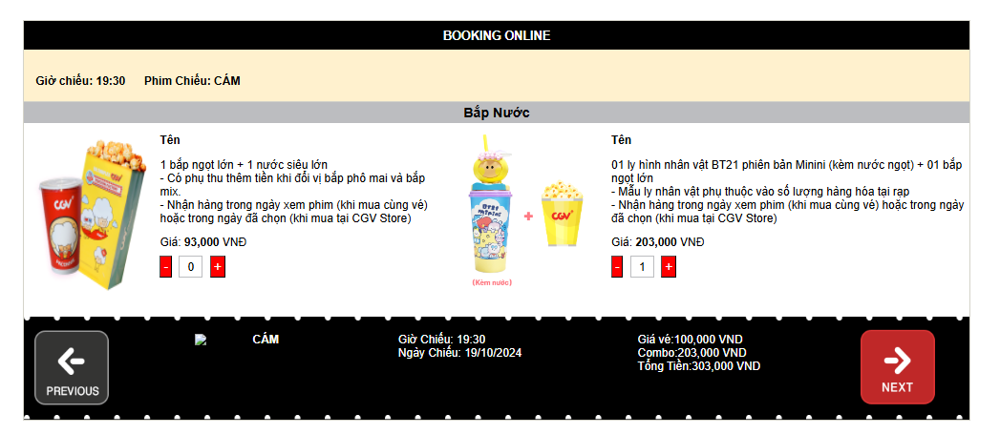 BOOKING ONLINE
Giờ chiếu: 19:30 Phim Chiếu: CÁM
Bắp Nước
Tên
1 bắp ngọt lớn + 1 nước siêu lớn
- Có phụ thu thêm tiền khi đổi vị bắp phô mai và bắp
mix.
- Nhận hàng trong ngày xem phim (khi mua cùng vé)
hoặc trong ngày đã chọn (khi mua tại CGV Store)
Giá: 93,000 VNĐ
- 0 +
CGV
BT21
MININI
+
CGV
(Kèm nước)
Tên
01 ly hình nhân vật BT21 phiên bản Minini (kèm nước ngọt) + 01 bắp
ngọt lớn
- Mẫu ly nhân vật phụ thuộc vào số lượng hàng hóa tại rạp
- Nhận hàng trong ngày xem phim (khi mua cùng vé) hoặc trong ngày
đã chọn (khi mua tại CGV Store)
Giá: 203,000 VNĐ
- 1 +
PREVIOUS
CÁM
Giờ Chiếu: 19:30
Ngày Chiếu: 19/10/2024
Giá vé:100,000 VND
Combo:203,000 VND
Tổng Tiền:303,000 VND
NEXT